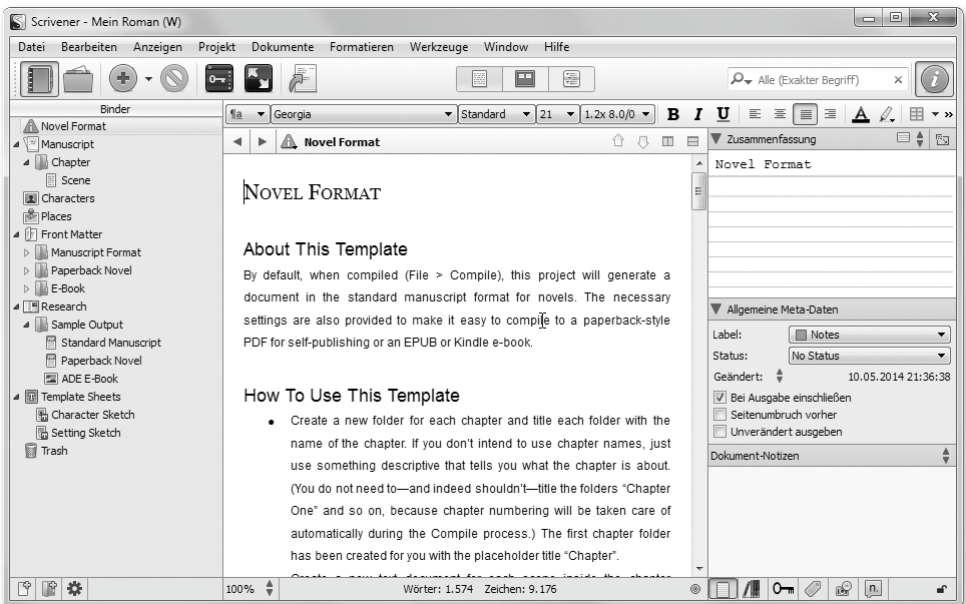 Scrivener - Mein Roman (W)
Datei Bearbeiten Anzeigen Projekt Dokumente Formatieren Werkzeuge Window Hilfe
Alle (Exakter Begriff)
Binder
Novel Format
Manuscript
Chapter
Scene
Characters
Places
Front Matter
Manuscript Format
Paperback Novel
E-Book
Research
Sample Output
Standard Manuscript
Paperback Novel
ADE E-Book
Template Sheets
Character Sketch
Setting Sketch
Trash
¶a Georgia Standard 21 1.2x 8.0/0 B I U A
Novel Format
NOVEL FORMAT
About This Template
By default, when compiled (File > Compile), this project will generate a
document in the standard manuscript format for novels. The necessary
settings are also provided to make it easy to compile to a paperback-style
PDF for self-publishing or an EPUB or Kindle e-book.
How To Use This Template
• Create a new folder for each chapter and title each folder with the
name of the chapter. If you don't intend to use chapter names, just
use something descriptive that tells you what the chapter is about.
(You do not need to—and indeed shouldn't—title the folders “Chapter
One” and so on, because chapter numbering will be taken care of
automatically during the Compile process.) The first chapter folder
has been created for you with the placeholder title “Chapter”.
Create a new text document for each scene inside the chapter
100% Wörter: 1.574 Zeichen: 9.176
Zusammenfassung
Novel Format
Allgemeine Meta-Daten
Label: Notes
Status: No Status
Geändert: 10.05.2014 21:36:38
Bei Ausgabe einschließen
Seitenumbruch vorher
Unverändert ausgeben
Dokument-Notizen
n.